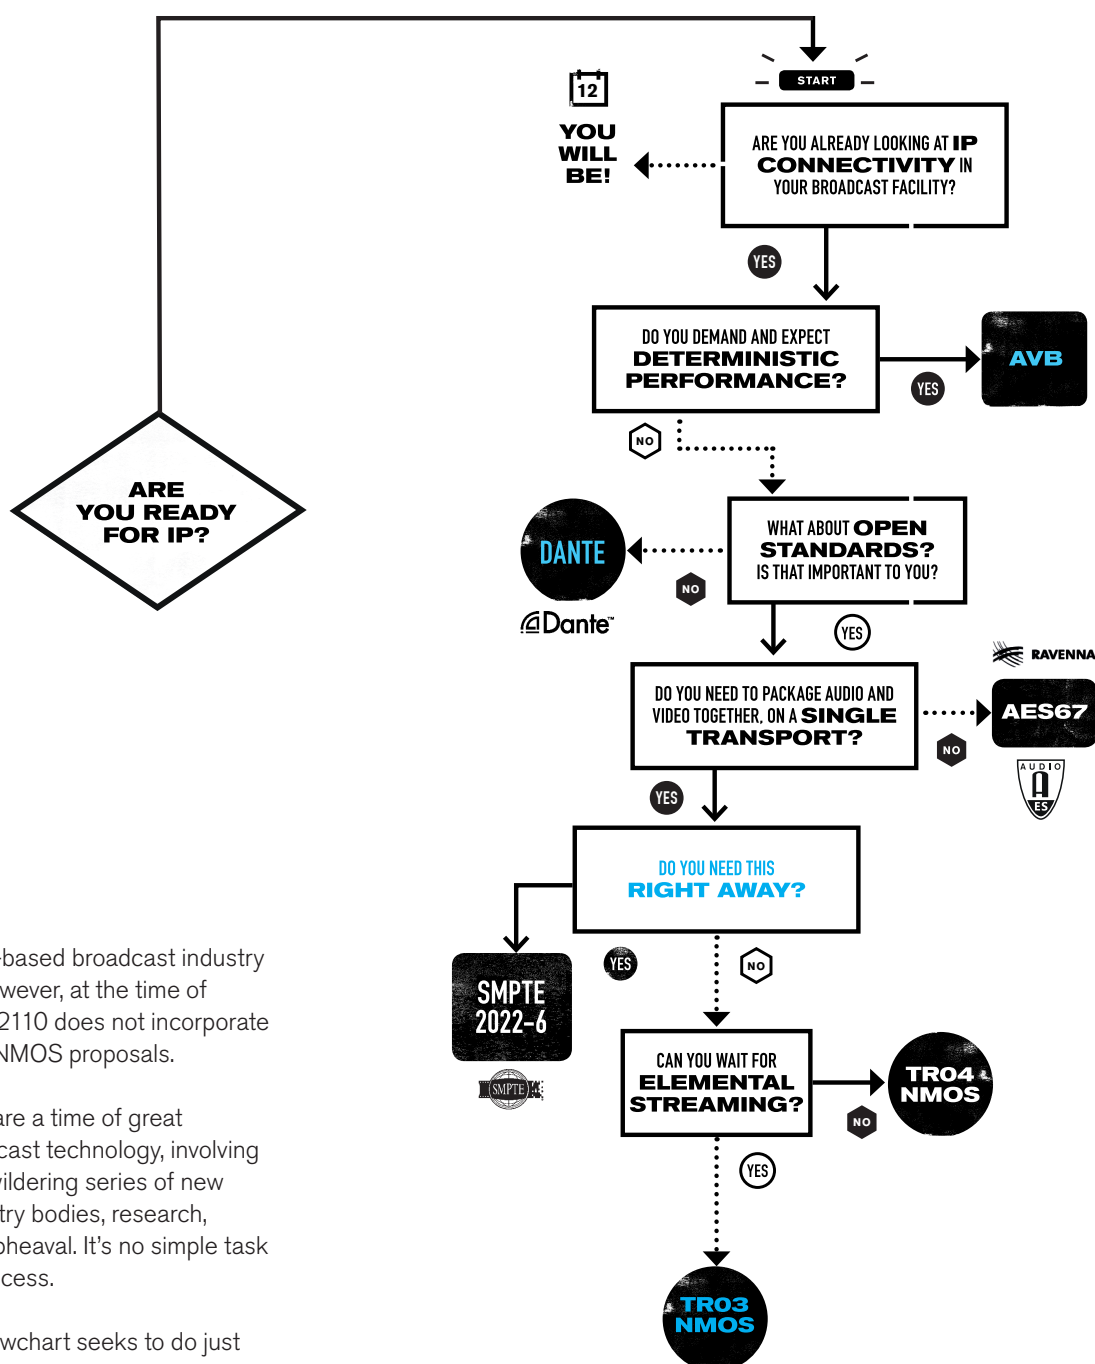 START
12
YOU
WILL
BE!
ARE YOU ALREADY LOOKING AT IP
CONNECTIVITY IN
YOUR BROADCAST FACILITY?
YES
DO YOU DEMAND AND EXPECT
DETERMINISTIC
PERFORMANCE?
YES
AVB
NO
ARE
YOU READY
FOR IP?
WHAT ABOUT OPEN
STANDARDS?
IS THAT IMPORTANT TO YOU?
NO
DANTE
Dante™
YES
DO YOU NEED TO PACKAGE AUDIO AND
VIDEO TOGETHER, ON A SINGLE
TRANSPORT?
NO
RAVENNA
AES67
AUDIO
A
ES
YES
DO YOU NEED THIS
RIGHT AWAY?
YES
SMPTE
2022-6
SMPTE
NO
CAN YOU WAIT FOR
ELEMENTAL
STREAMING?
NO
TR04
NMOS
YES
TR03
NMOS
-based broadcast industry
wever, at the time of
2110 does not incorporate
NMOS proposals.
are a time of great
cast technology, involving
wildering series of new
try bodies, research,
pheaval. It's no simple task
cess.
wchart seeks to do just